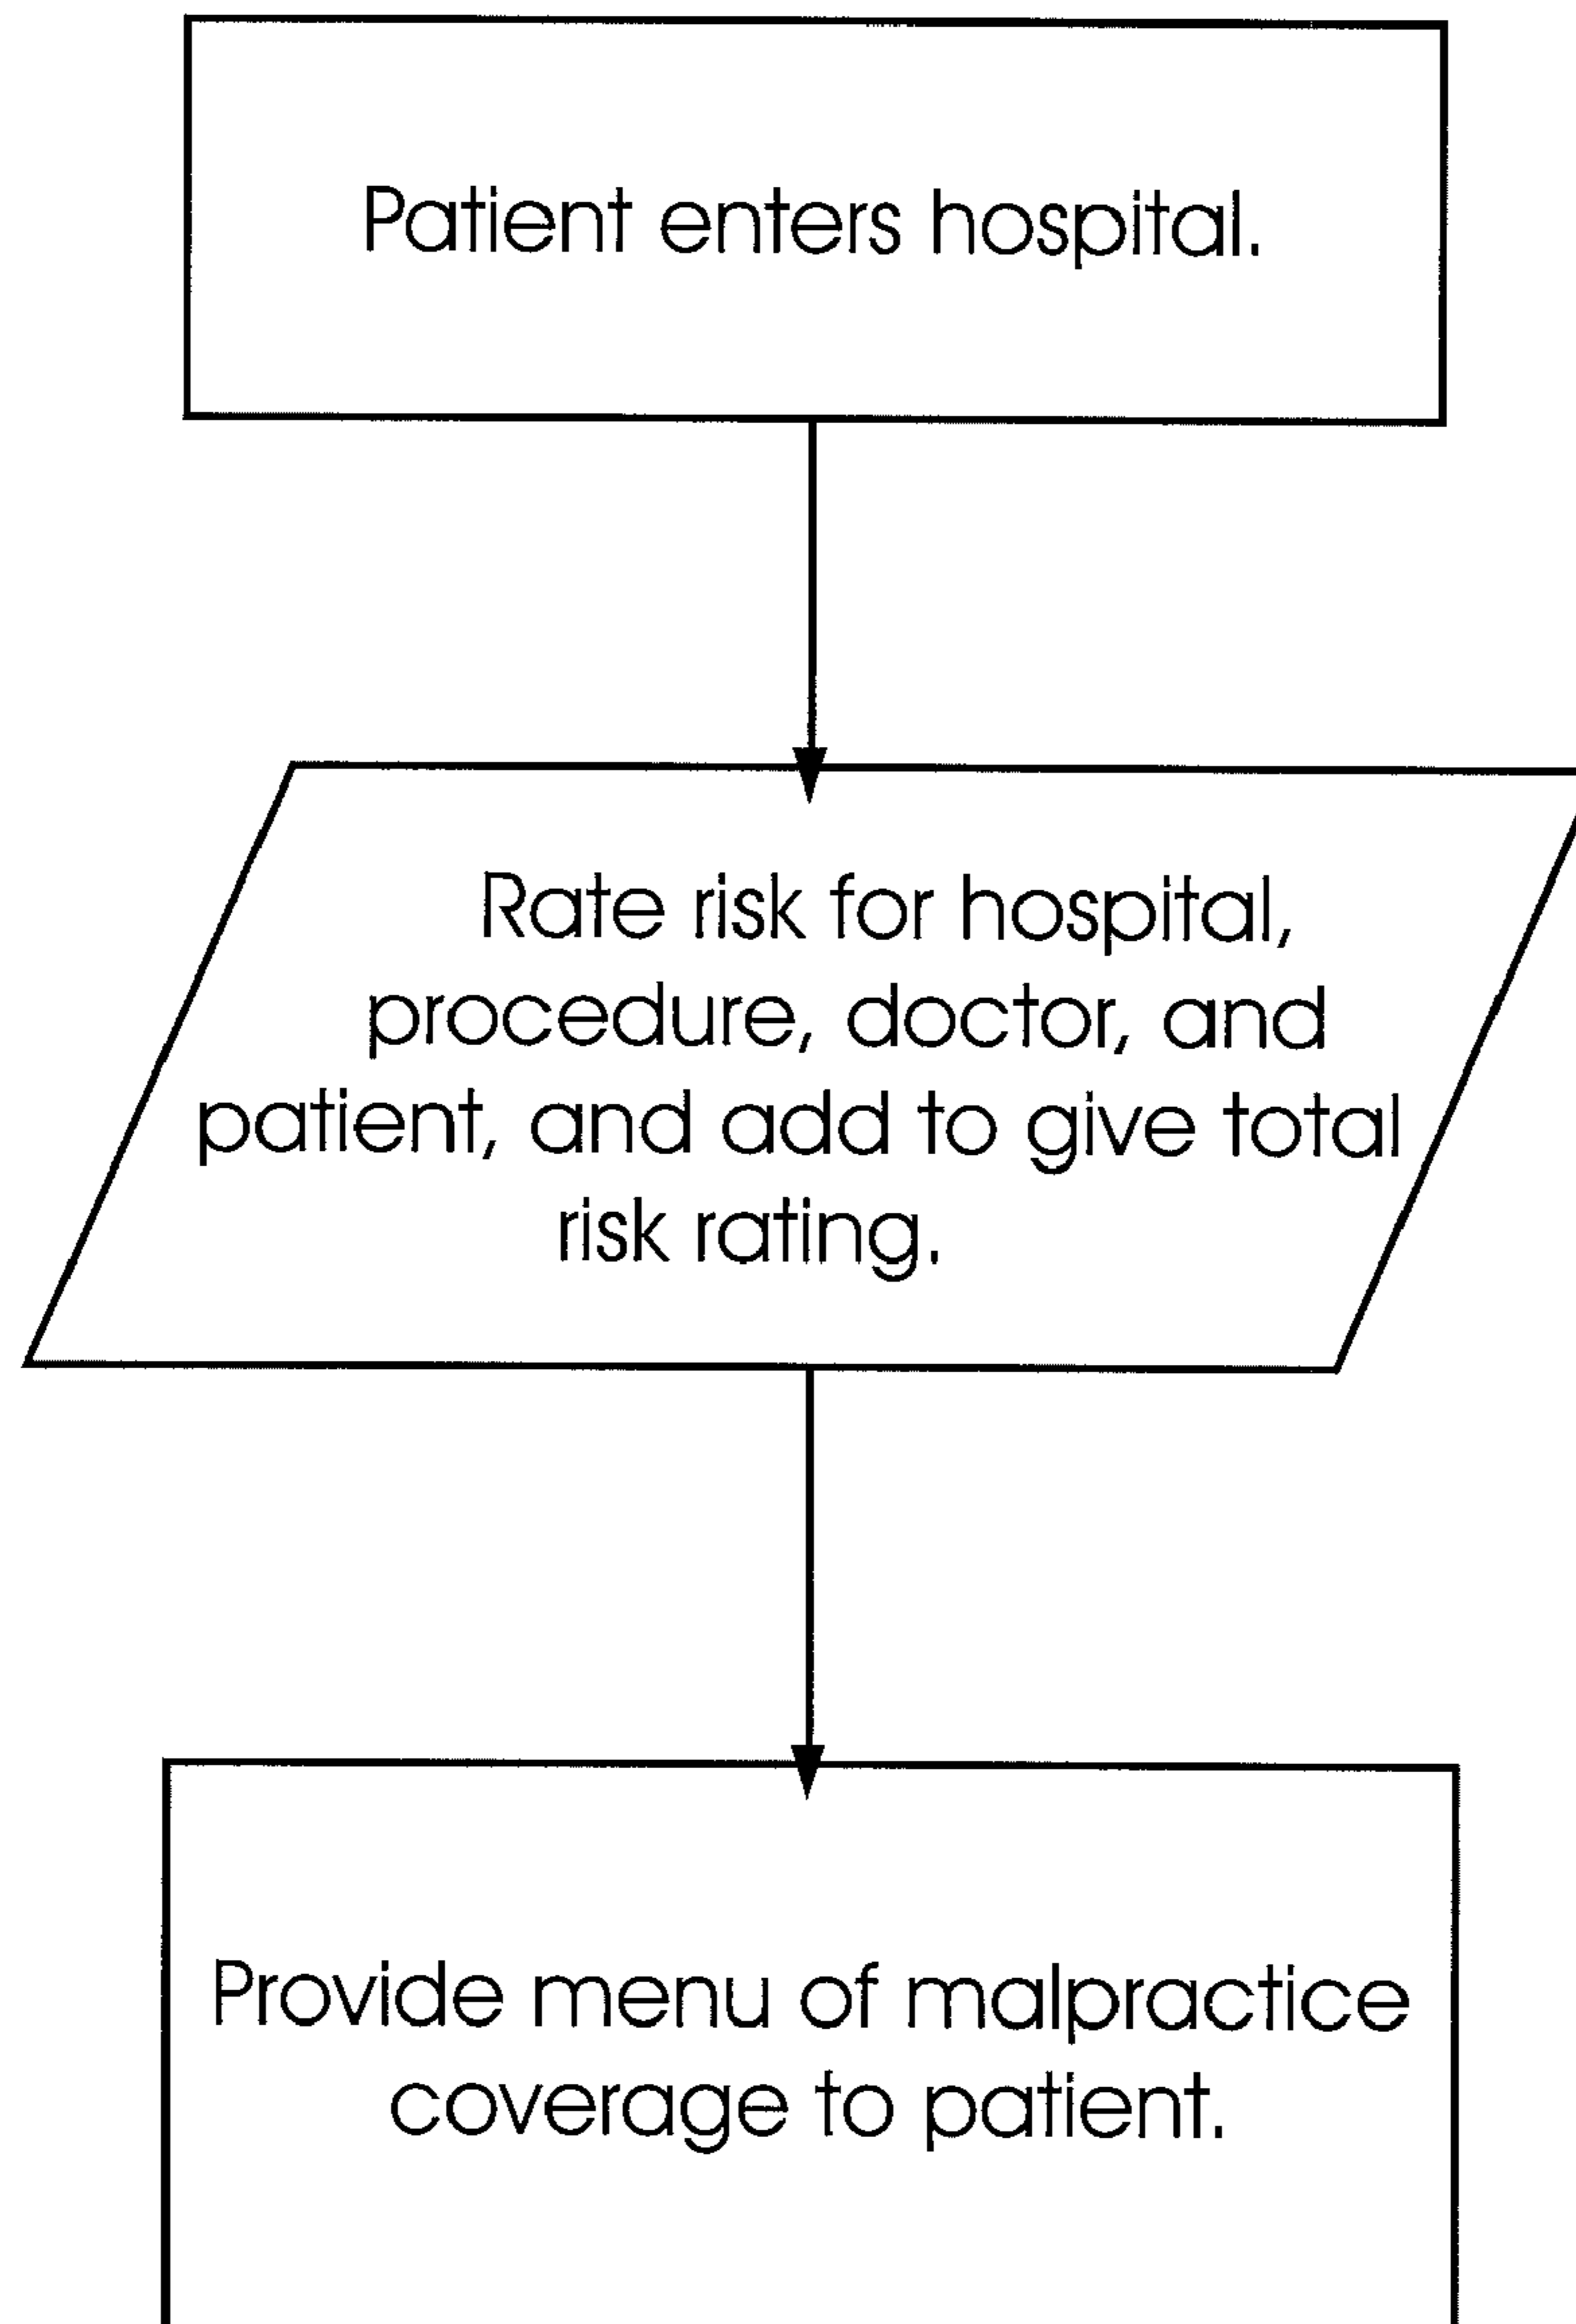 Patient enters hospital.
Rate risk for hospital,
procedure, doctor, and
patient, and add to give total
risk rating.
Provide menu of malpractice
coverage to patient.